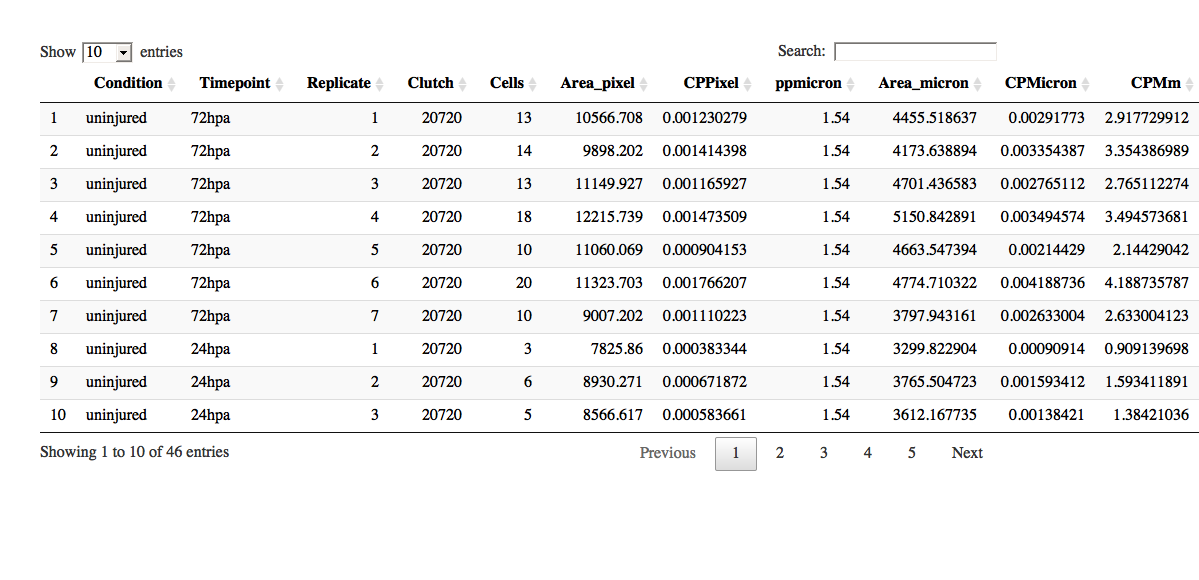 Show 10 entries Search:
Condition Timepoint Replicate Clutch Cells Area_pixel CPPixel ppmicron Area_micron CPMicron CPMm
1 uninjured 72hpa 1 20720 13 10566.708 0.001230279 1.54 4455.518637 0.00291773 2.917729912
2 uninjured 72hpa 2 20720 14 9898.202 0.001414398 1.54 4173.638894 0.003354387 3.354386989
3 uninjured 72hpa 3 20720 13 11149.927 0.001165927 1.54 4701.436583 0.002765112 2.765112274
4 uninjured 72hpa 4 20720 18 12215.739 0.001473509 1.54 5150.842891 0.003494574 3.494573681
5 uninjured 72hpa 5 20720 10 11060.069 0.000904153 1.54 4663.547394 0.00214429 2.14429042
6 uninjured 72hpa 6 20720 20 11323.703 0.001766207 1.54 4774.710322 0.004188736 4.188735787
7 uninjured 72hpa 7 20720 10 9007.202 0.001110223 1.54 3797.943161 0.002633004 2.633004123
8 uninjured 24hpa 1 20720 3 7825.86 0.000383344 1.54 3299.822904 0.00090914 0.909139698
9 uninjured 24hpa 2 20720 6 8930.271 0.000671872 1.54 3765.504723 0.001593412 1.593411891
10 uninjured 24hpa 3 20720 5 8566.617 0.000583661 1.54 3612.167735 0.00138421 1.38421036
Showing 1 to 10 of 46 entries Previous 1 2 3 4 5 Next